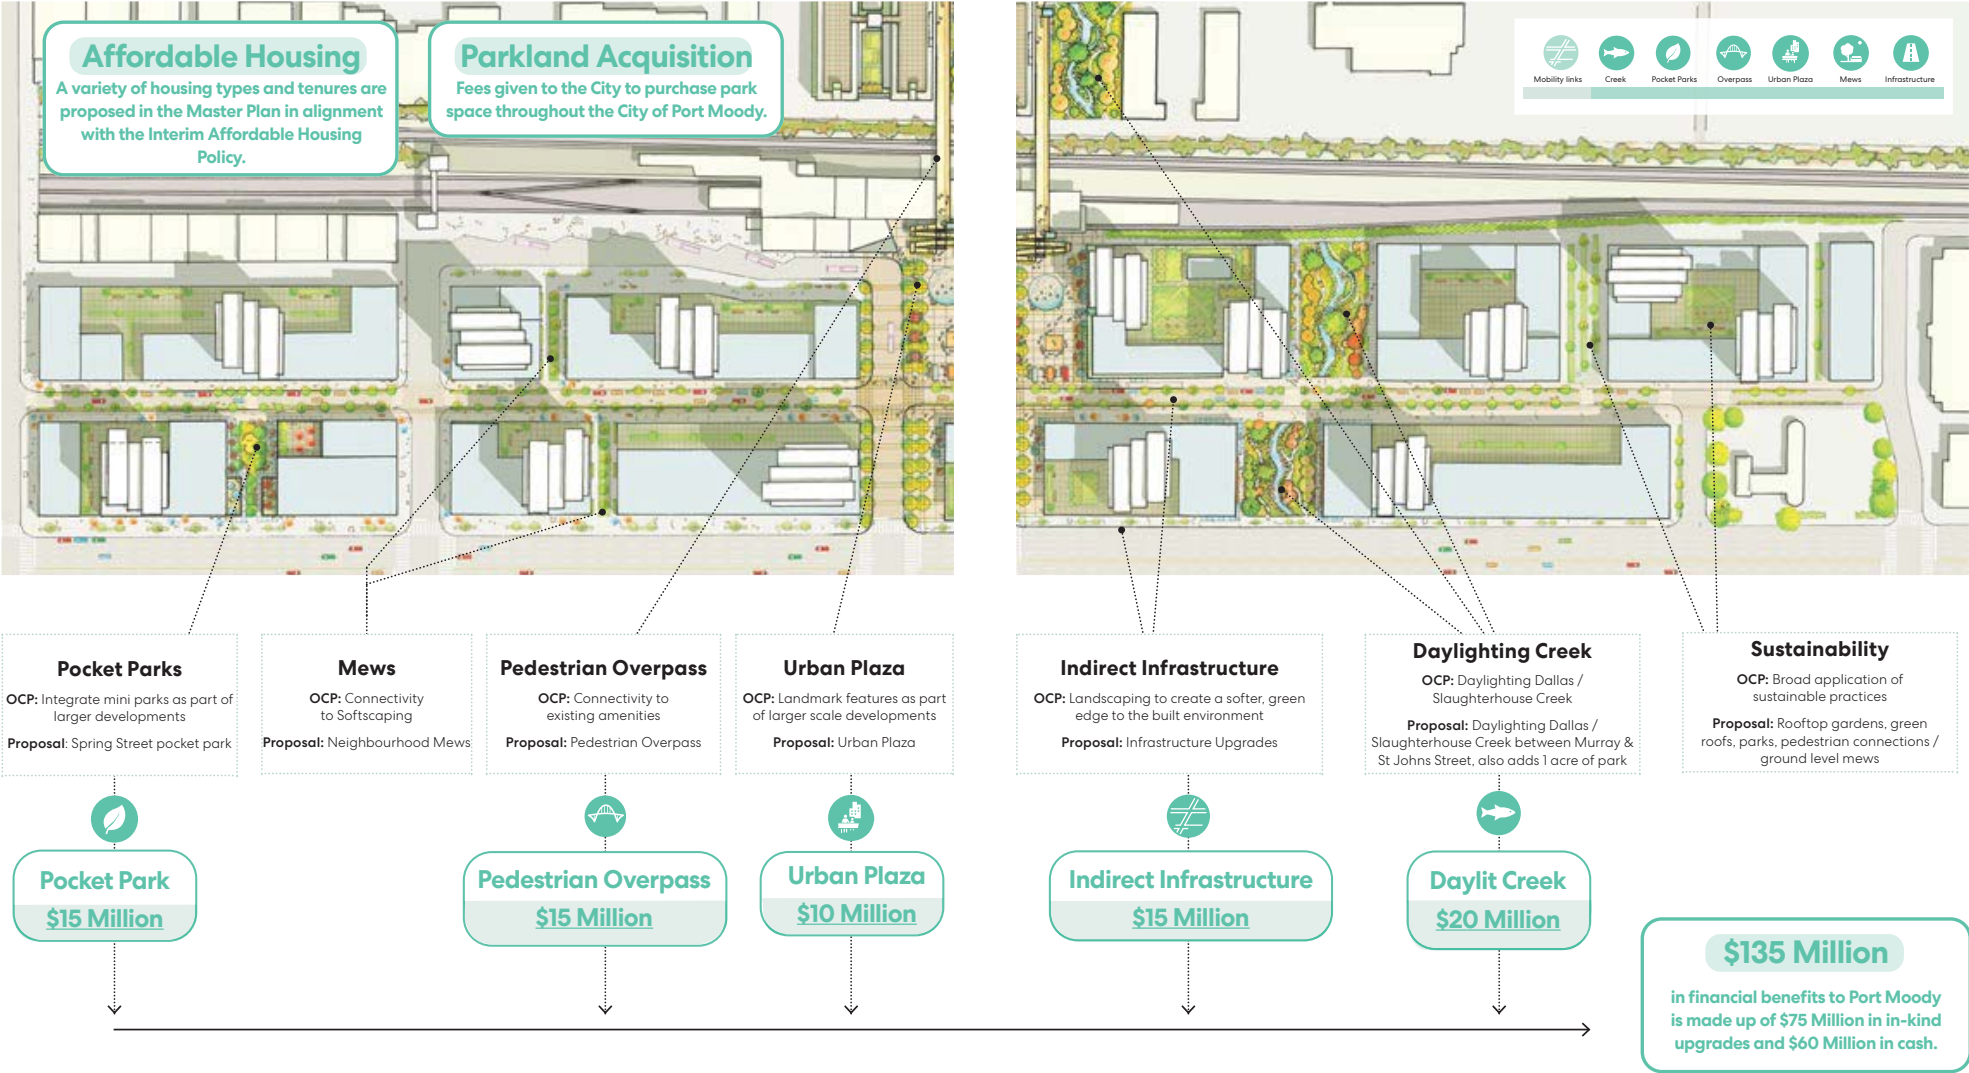 Affordable Housing
A variety of housing types and tenures are
proposed in the Master Plan in alignment
with the Interim Affordable Housing
Policy.
Parkland Acquisition
Fees given to the City to purchase park
space throughout the City of Port Moody.
Mobility links
Creek
Pocket Parks
Overpass
Urban Plaza
Mews
Infrastructure
Pocket Parks
OCP: Integrate mini parks as part of
larger developments
Proposal: Spring Street pocket park
Mews
OCP: Connectivity
to Softscaping
Proposal: Neighbourhood Mews
Pedestrian Overpass
OCP: Connectivity to
existing amenities
Proposal: Pedestrian Overpass
Urban Plaza
OCP: Landmark features as part
of larger scale developments
Proposal: Urban Plaza
Indirect Infrastructure
OCP: Landscaping to create a softer, green
edge to the built environment
Proposal: Infrastructure Upgrades
Daylighting Creek
OCP: Daylighting Dallas /
Slaughterhouse Creek
Proposal: Daylighting Dallas /
Slaughterhouse Creek between Murray &
St Johns Street, also adds 1 acre of park
Sustainability
OCP: Broad application of
sustainable practices
Proposal: Rooftop gardens, green
roofs, parks, pedestrian connections /
ground level mews
Pocket Park
$15 Million
Pedestrian Overpass
$15 Million
Urban Plaza
$10 Million
Indirect Infrastructure
$15 Million
Daylit Creek
$20 Million
$135 Million
in financial benefits to Port Moody
is made up of $75 Million in in-kind
upgrades and $60 Million in cash.